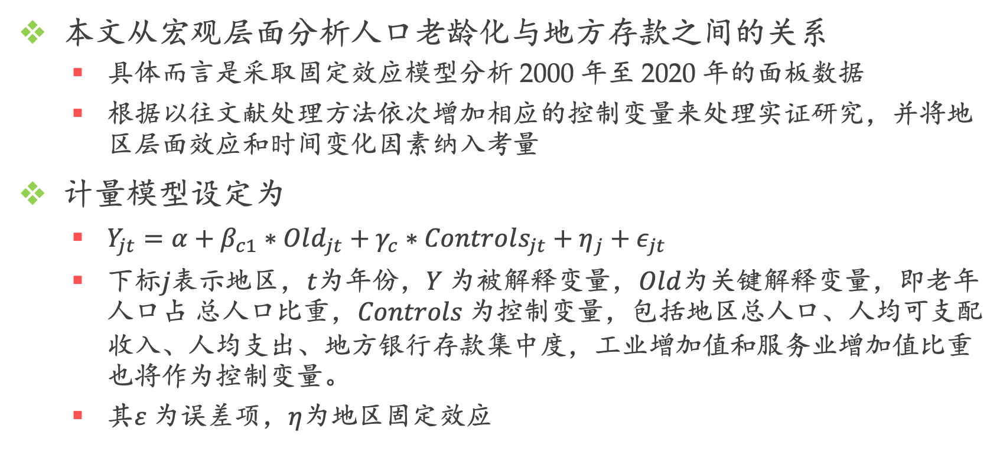 本文从宏观层面分析人口老龄化与地方存款之间的关系
具体而言是采取固定效应模型分析 2000 年至 2020 年的面板数据
根据以往文献处理方法依次增加相应的控制变量来处理实证研究，并将地
区层面效应和时间变化因素纳入考量
计量模型设定为
Y_{jt} = α + β_{c1} * Old_{jt} + γ_c * Controls_{jt} + η_j + ϵ_{jt}
下标j表示地区，t为年份，Y 为被解释变量，Old为关键解释变量，即老年
人口占 总人口比重，Controls 为控制变量，包括地区总人口、人均可支配
收入、人均支出、地方银行存款集中度，工业增加值和服务业增加值比重
也将作为控制变量。
其ε 为误差项，η为地区固定效应